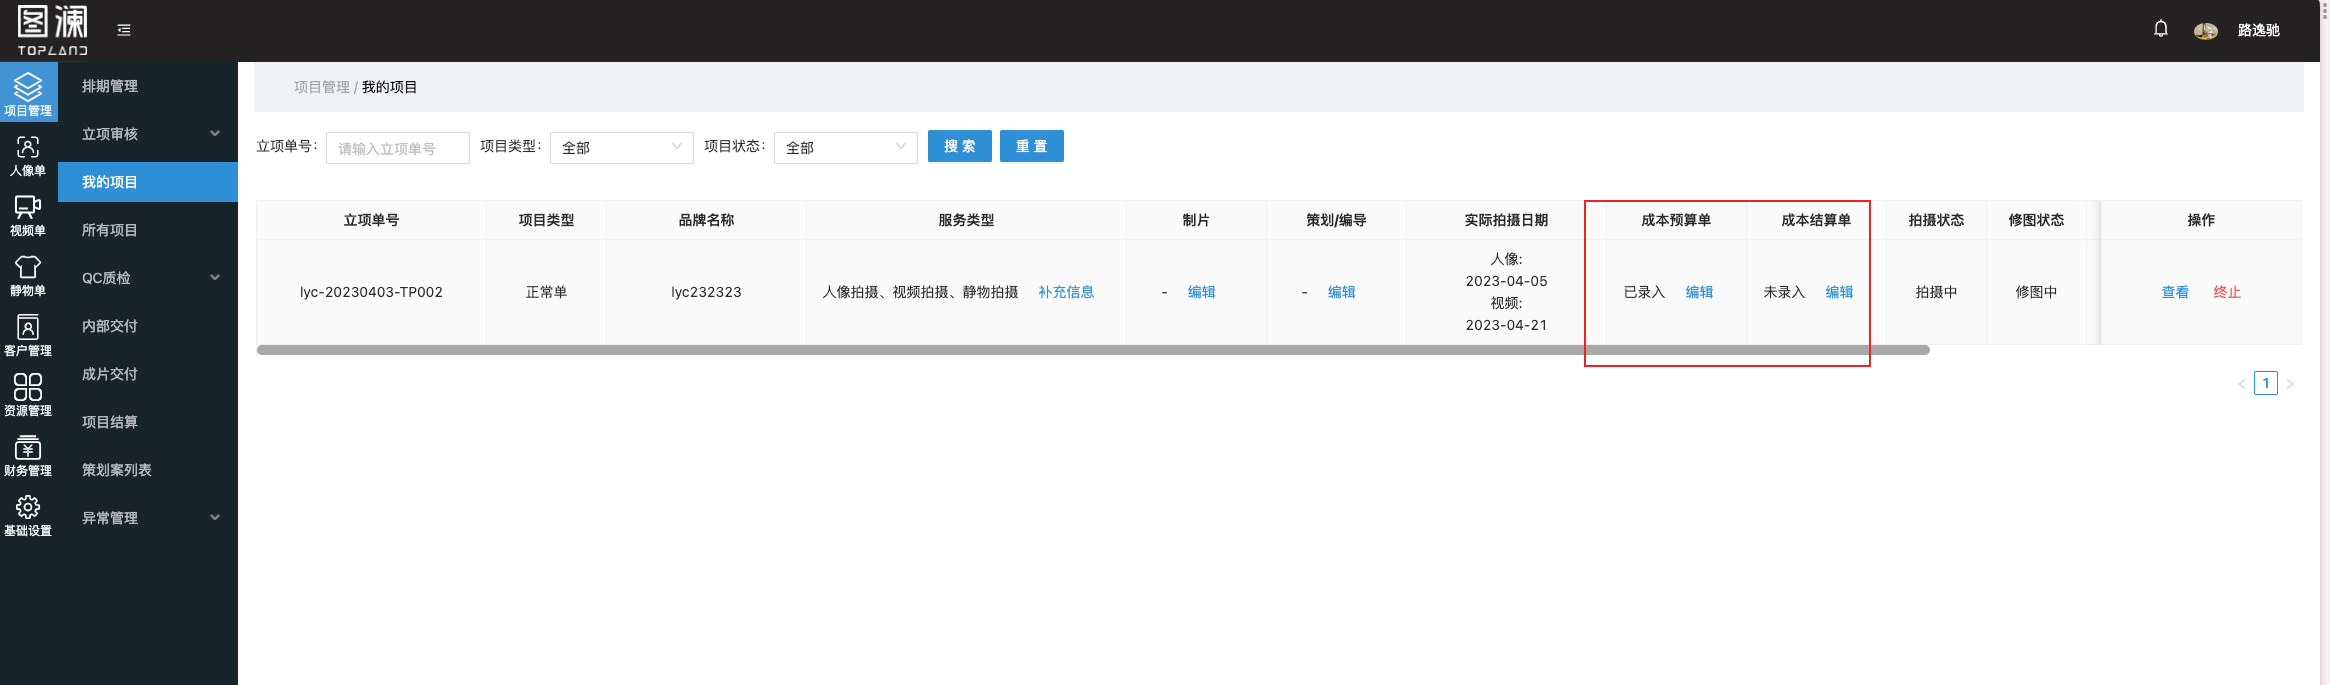 图澜
TOPLAND
路逸驰
项目管理
人像单
视频单
静物单
客户管理
资源管理
财务管理
基础设置
排期管理
立项审核
我的项目
所有项目
QC质检
内部交付
成片交付
项目结算
策划案列表
异常管理
项目管理 / 我的项目
立项单号: 请输入立项单号 项目类型: 全部 项目状态: 全部 搜 索 重 置
立项单号 项目类型 品牌名称 服务类型 制片 策划/编导 实际拍摄日期 成本预算单 成本结算单 拍摄状态 修图状态 操作
lyc-20230403-TP002 正常单 lyc232323 人像拍摄、视频拍摄、静物拍摄 补充信息 - 编辑 - 编辑
人像:
2023-04-05
视频:
2023-04-21
已录入 编辑 未录入 编辑 拍摄中 修图中 查看 终止
< 1 >